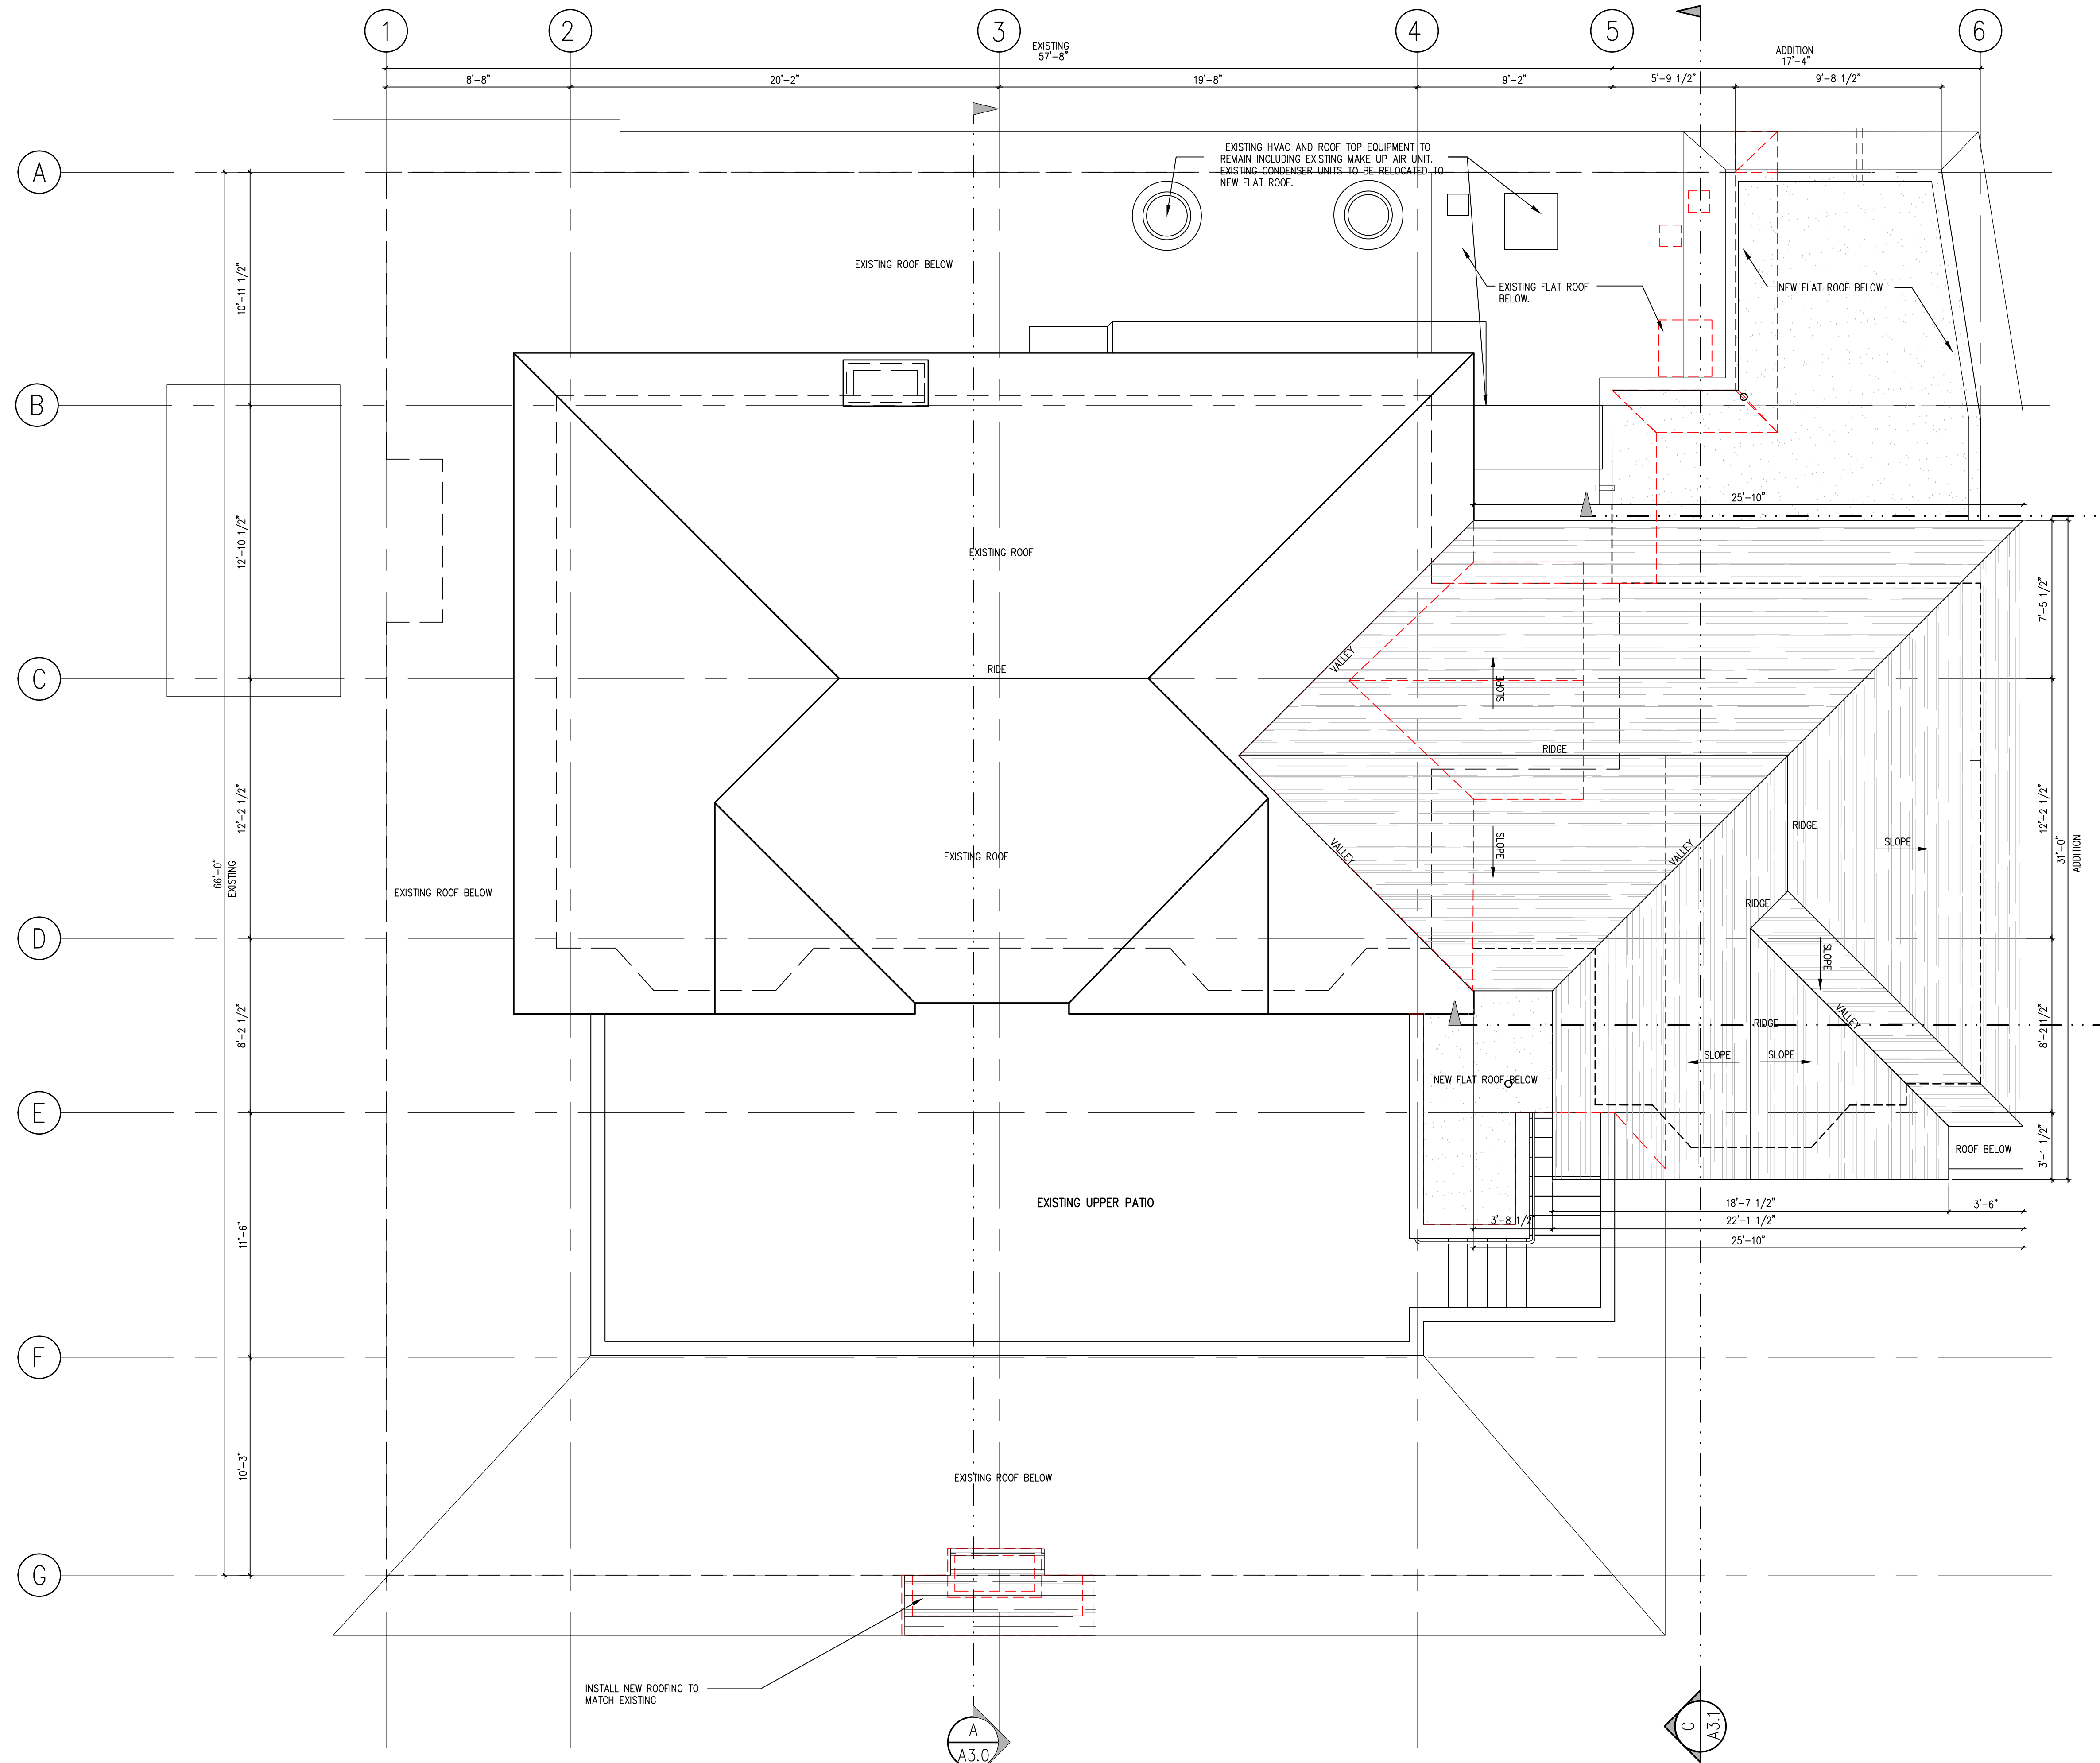 1
2
3
4
5
6
EXISTING
57'-8"
ADDITION
17'-4"
8'-8"
20'-2"
19'-8"
9'-2"
5'-9 1/2"
9'-8 1/2"
A
EXISTING HVAC AND ROOF TOP EQUIPMENT TO
REMAIN INCLUDING EXISTING MAKE UP AIR UNIT.
EXISTING CONDENSER UNITS TO BE RELOCATED TO
NEW FLAT ROOF.
EXISTING ROOF BELOW
10'-11 1/2"
EXISTING FLAT ROOF
BELOW.
NEW FLAT ROOF BELOW
B
25'-10"
12'-10 1/2"
EXISTING ROOF
7'-5 1/2"
C
RIDE
VALLEY
SLOPE
RIDGE
12'-2 1/2"
66'-0"
EXISTING
EXISTING ROOF
EXISTING ROOF BELOW
VALLEY
SLOPE
VALLEY
RIDGE
SLOPE
12'-2 1/2"
31'-0"
ADDITION
D
RIDGE
SLOPE
VALLEY
RIDGE
SLOPE
SLOPE
8'-2 1/2"
8'-2 1/2"
NEW FLAT ROOF BELOW
E
ROOF BELOW
3'-1 1/2"
EXISTING UPPER PATIO
11'-6"
18'-7 1/2"
3'-6"
3'-8 1/2"
22'-1 1/2"
25'-10"
F
10'-3"
EXISTING ROOF BELOW
G
INSTALL NEW ROOFING TO
MATCH EXISTING
A
A3.0
C
A3.1